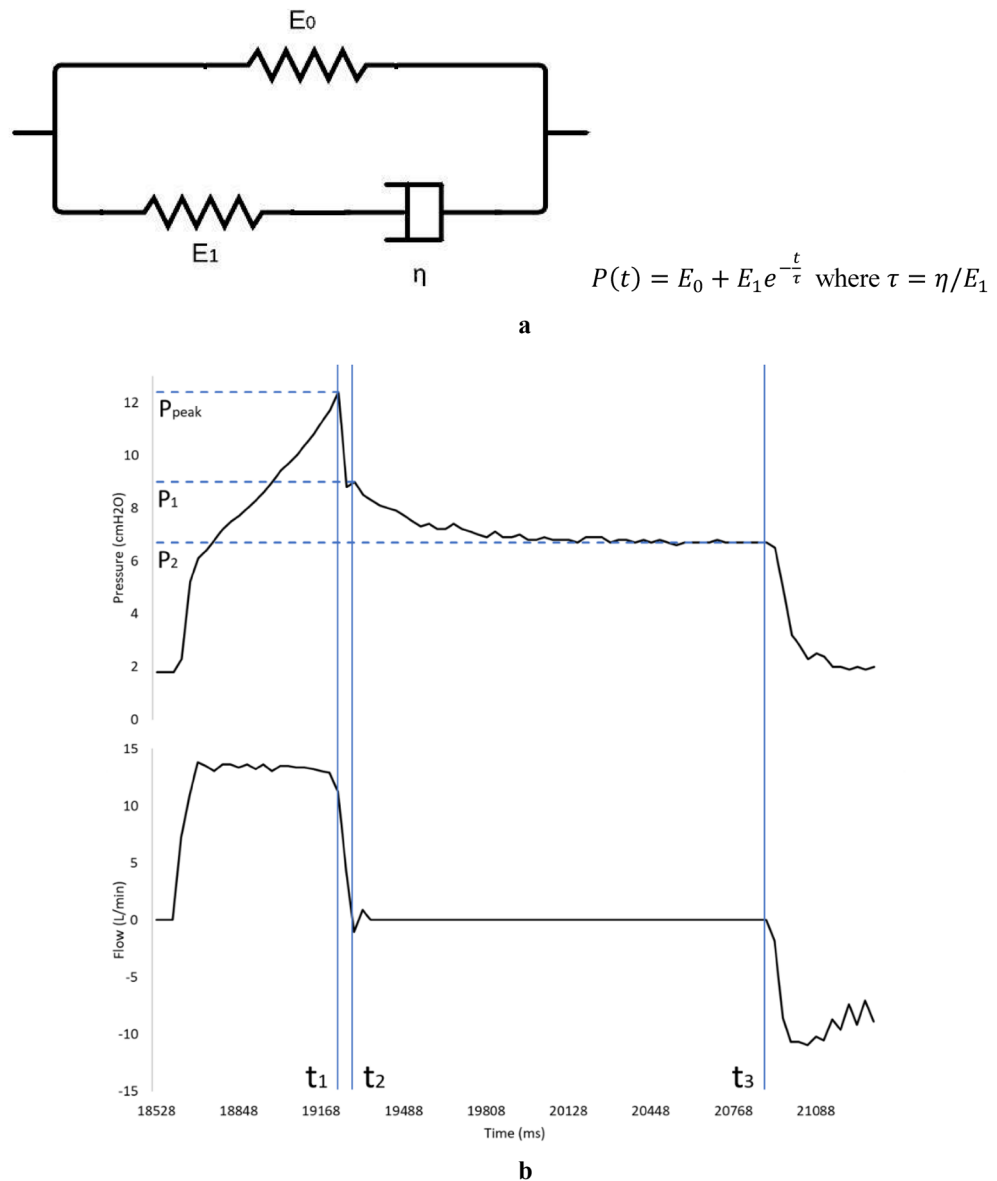 E₀
E₁
η
P(t) = E₀ + E₁e^{-t/τ} where τ = η/E₁
a
12
10
8
6
4
2
0
Pressure (cmH2O)
Ppeak
P1
P2
15
10
5
0
-5
-10
-15
Flow (L/min)
t1
t2
t3
18528 18848 19168 19488 19808 20128 20448 20768 21088
Time (ms)
b